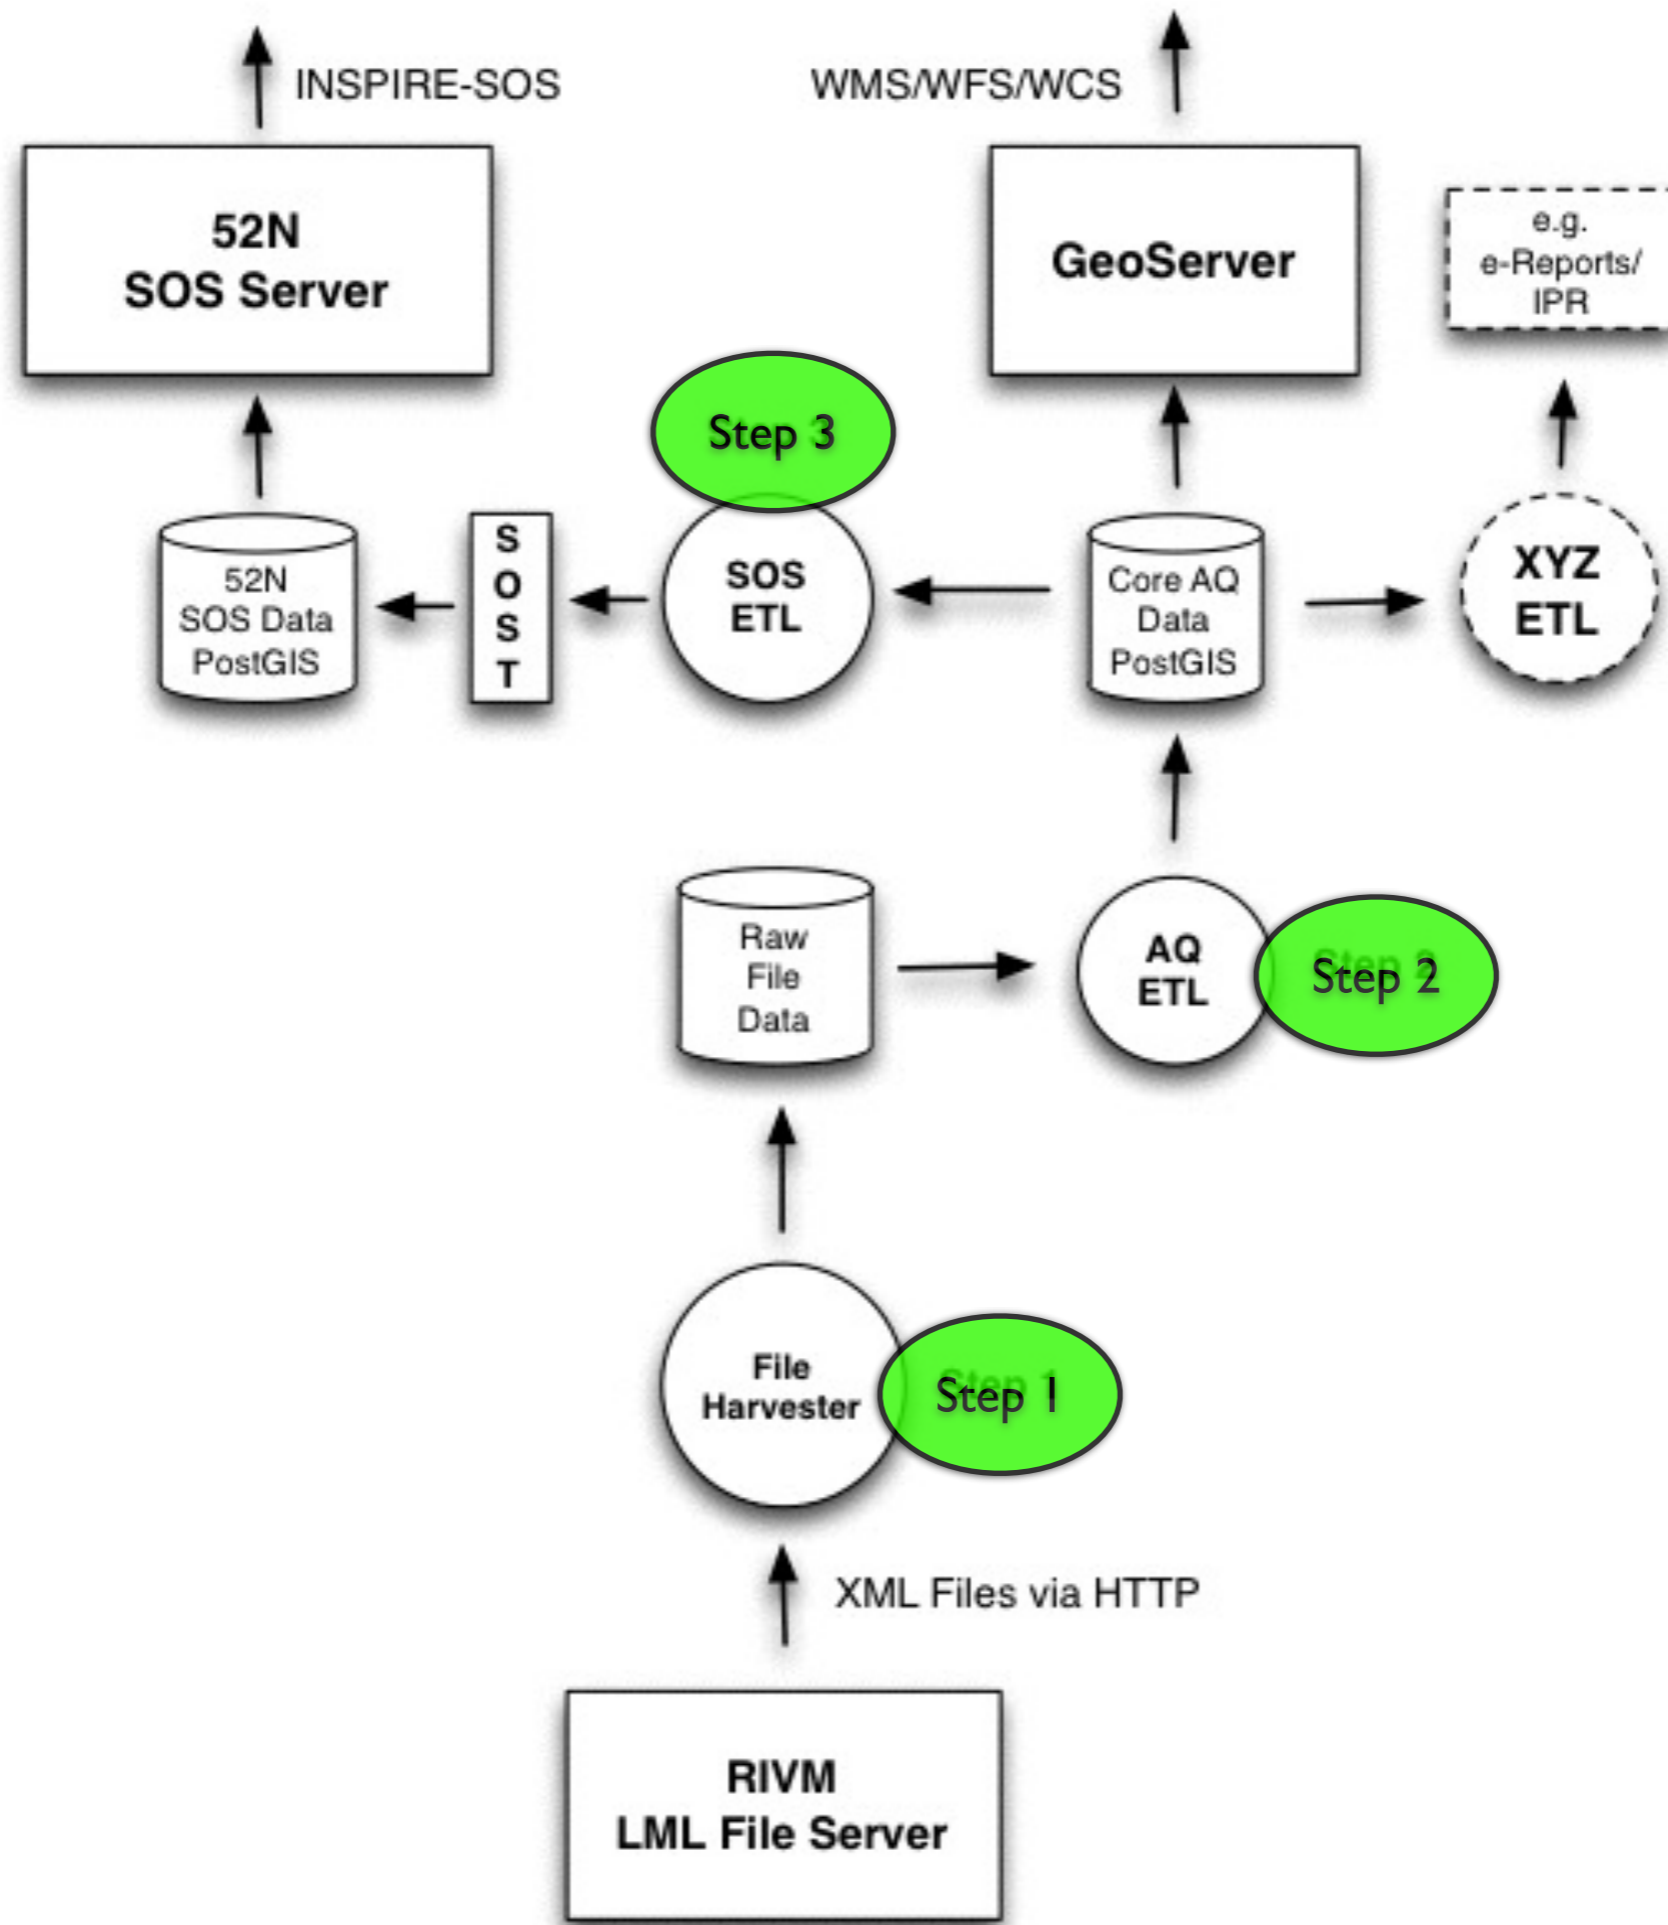 INSPIRE-SOS
WMS/WFS/WCS
52N
SOS Server
GeoServer
e.g.
e-Reports/
IPR
Step 3
52N
SOS Data
PostGIS
S
O
S
T
SOS
ETL
Core AQ
Data
PostGIS
XYZ
ETL
Raw
File
Data
AQ
ETL
Step 2
File
Harvester
Step 1
XML Files via HTTP
RIVM
LML File Server